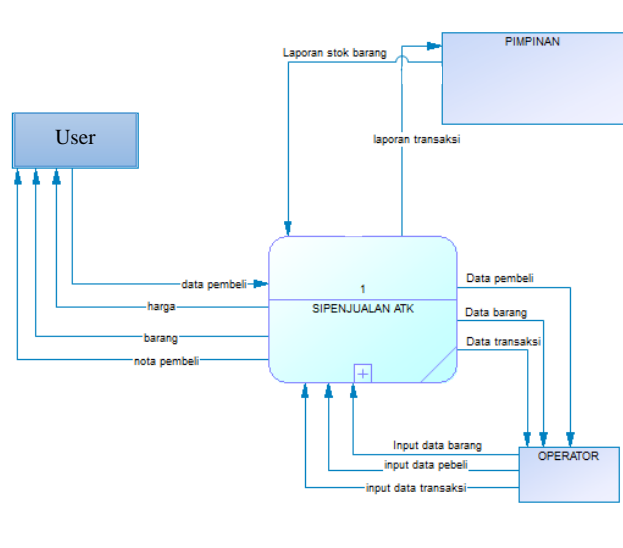 PIMPINAN
Laporan stok barang
laporan transaksi
User
data pembeli
harga
barang
nota pembeli
1
SIPENJUALAN ATK
Data pembeli
Data barang
Data transaksi
OPERATOR
Input data barang
input data pebeli
input data transaksi